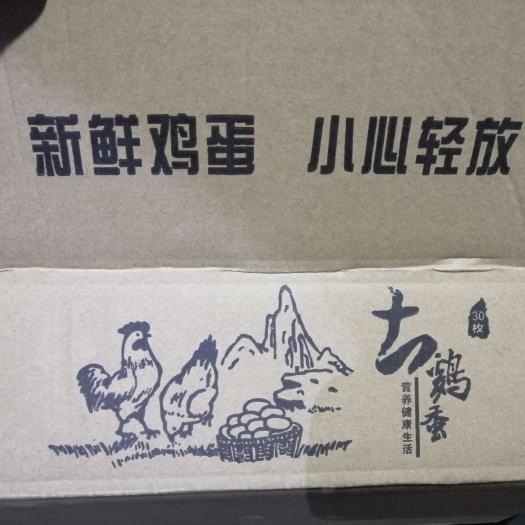 新鲜鸡蛋 小心轻放
土鸡蛋
30枚
营养健康生活